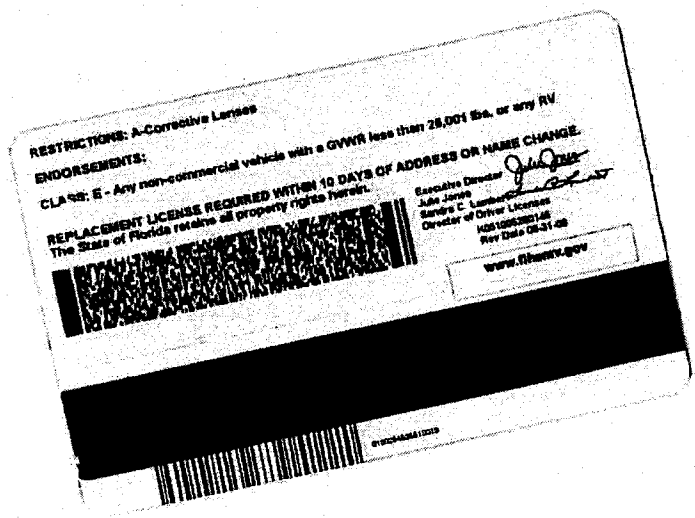 RESTRICTIONS: A-Corrective Lenses
ENDORSEMENTS:
CLASS: E - Any non-commercial vehicle with a GVWR less than 26,001 lbs. or any RV
REPLACEMENT LICENSE REQUIRED WITHIN 10 DAYS OF ADDRESS OR NAME CHANGE.
The State of Florida retains all property rights herein.
Executive Director
Julie Jones
Sandra C. Lambert
Director of Driver Licenses
Rev Date 08-31-09
www.flhsmv.gov